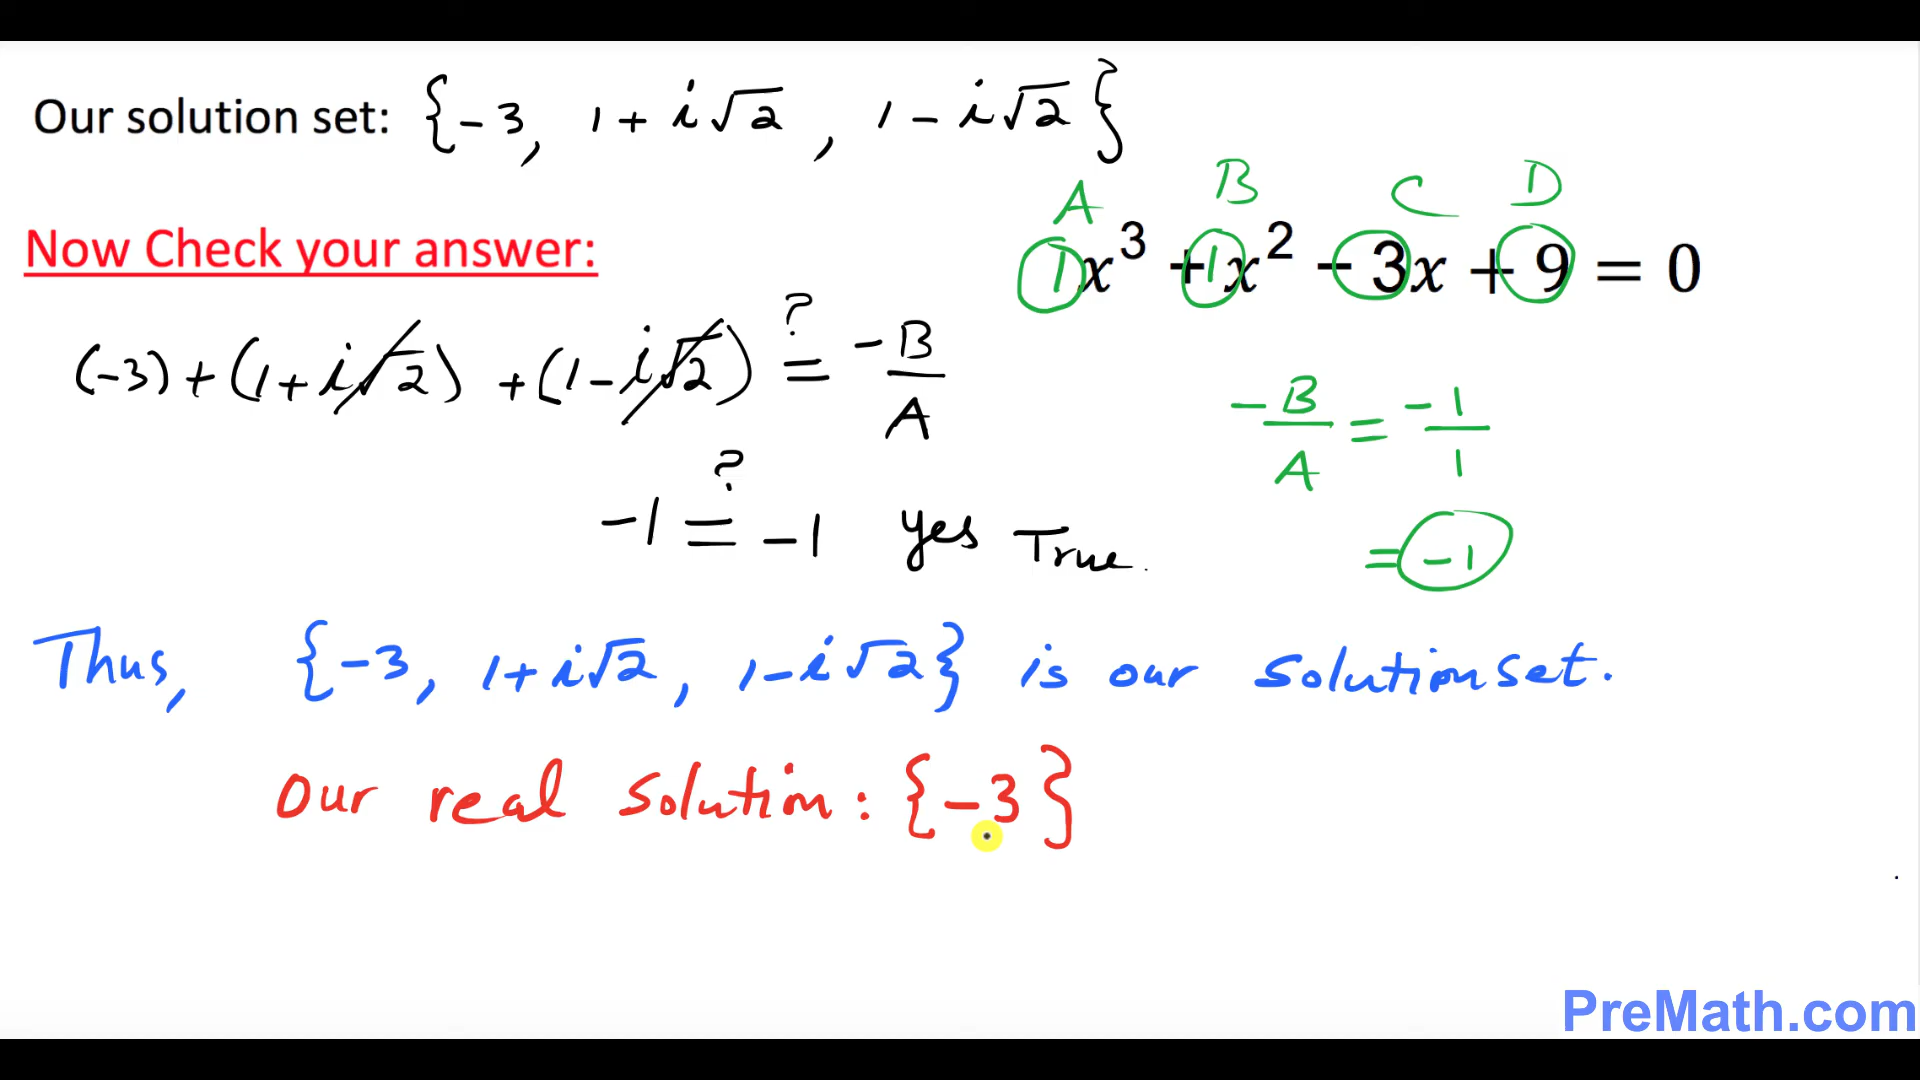 Our solution set: {-3, 1+i√2, 1-i√2}
A B C D
1x³ + 1x² - 3x + 9 = 0
Now Check your answer:
(-3) + (1+i√2) + (1-i√2) ?= -B/A
-B/A = -1/1
-1 ?= -1 yes True.
= -1
Thus, {-3, 1+i√2, 1-i√2} is our solution set.
Our real solution: {-3}
PreMath.com